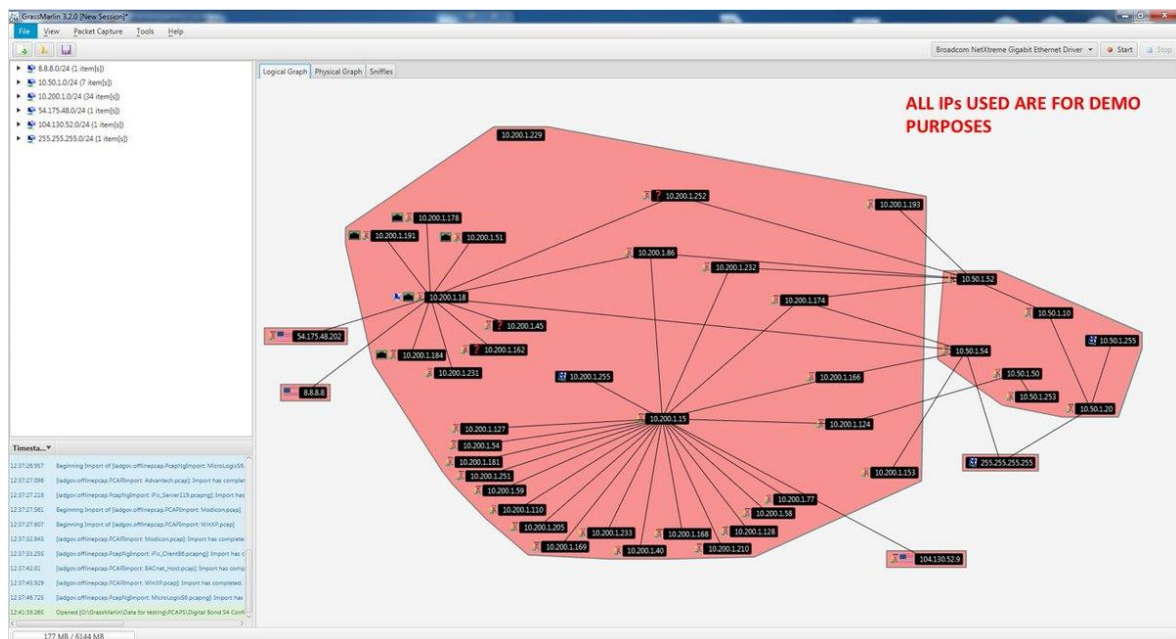 GrassMarlin 3.2.0 [New Session]*
File View Packet Capture Tools Help
Broadcom NetXtreme Gigabit Ethernet Driver Start Stop
8.8.8.0/24 (1 item[s])
10.50.1.0/24 (7 item[s])
10.200.1.0/24 (34 item[s])
54.175.48.0/24 (1 item[s])
104.130.52.0/24 (1 item[s])
255.255.255.0/24 (1 item[s])
Logical Graph Physical Graph Sniffles
ALL IPs USED ARE FOR DEMO
PURPOSES
10.200.1.229
10.200.1.252
10.200.1.193
10.200.1.178
10.200.1.191
10.200.1.51
10.200.1.86
10.200.1.232
10.50.1.52
10.200.1.18
10.200.1.174
10.50.1.10
10.200.1.45
54.175.48.202
10.50.1.255
10.200.1.162
10.50.1.54
10.200.1.184
10.200.1.231
10.200.1.255
10.200.1.166
10.50.1.50
8.8.8.8
10.50.1.253
10.50.1.20
10.200.1.15
10.200.1.124
10.200.1.127
10.200.1.54
10.200.1.181
255.255.255.255
10.200.1.251
10.200.1.153
10.200.1.59
10.200.1.77
10.200.1.110
10.200.1.58
10.200.1.205
10.200.1.233
10.200.1.168
10.200.1.128
10.200.1.169
10.200.1.40
10.200.1.210
104.130.52.9
Timesta...
12:37:26.957 Beginning Import of [iadgov.offlinepcap.PcapNgImport: MicroLogix56.
12:37:27.098 [iadgov.offlinepcap.PCAPImport: Advantech.pcap]: Import has complet
12:37:27.218 [iadgov.offlinepcap.PcapNgImport: iFix_Server119.pcapng]: Import has
12:37:27.561 Beginning Import of [iadgov.offlinepcap.PCAPImport: Modicon.pcap]
Beginning Import of [iadgov.offlinepcap.PCAPImport: WinXP.pcap]
[iadgov.offlinepcap.PCAPImport: Modicon.pcap]: Import has complete
12:37:33.255 [iadgov.offlinepcap.PcapNgImport: iFix_Client86.pcapng]: Import has c
[iadgov.offlinepcap.PCAPImport: BACnet_Host.pcap]: Import has comp
12:37:43.929 [iadgov.offlinepcap.PCAPImport: WinXP.pcap]: Import has completed.
12:37:46.725 [iadgov.offlinepcap.PcapNgImport: MicroLogix56.pcapng]: Import has
Opened [O:\GrassMarlin\Data for testing\PCAPS\Digital Bond S4 Conf
177 MB / 6144 MB